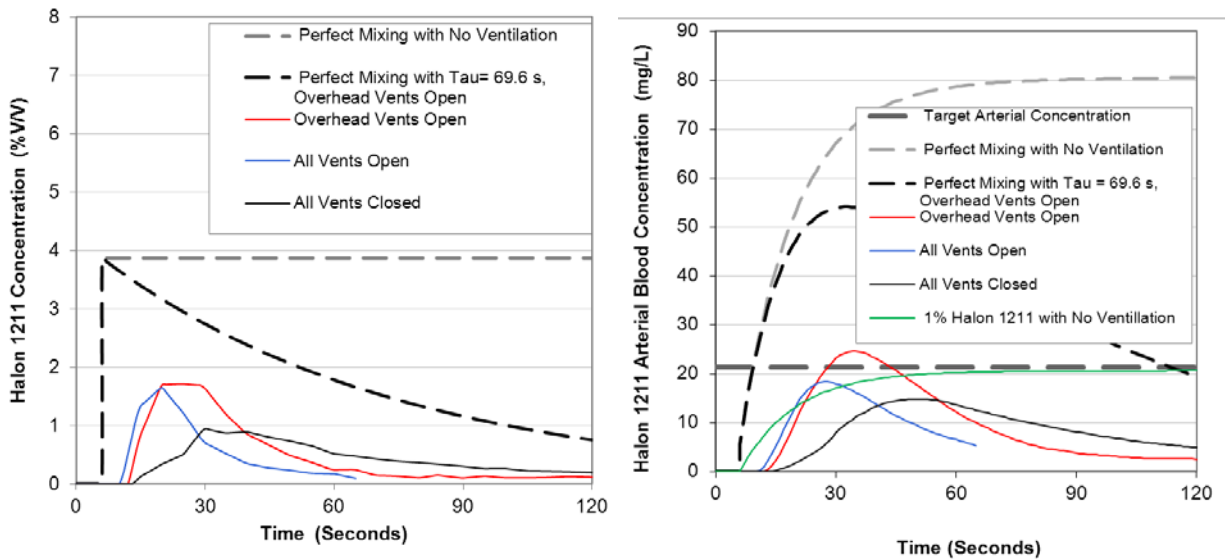 Halon 1211 Concentration (%V/V)
8
7
6
5
4
3
2
1
0
0
30
60
90
120
Time (Seconds)
Perfect Mixing with No Ventilation
Perfect Mixing with Tau= 69.6 s,
Overhead Vents Open
Overhead Vents Open
All Vents Open
All Vents Closed
Halon 1211 Arterial Blood Concentration (mg/L)
90
80
70
60
50
40
30
20
10
0
0
30
60
90
120
Time (Seconds)
Target Arterial Concentration
Perfect Mixing with No Ventilation
Perfect Mixing with Tau = 69.6 s,
Overhead Vents Open
Overhead Vents Open
All Vents Open
All Vents Closed
1% Halon 1211 with No Ventillation